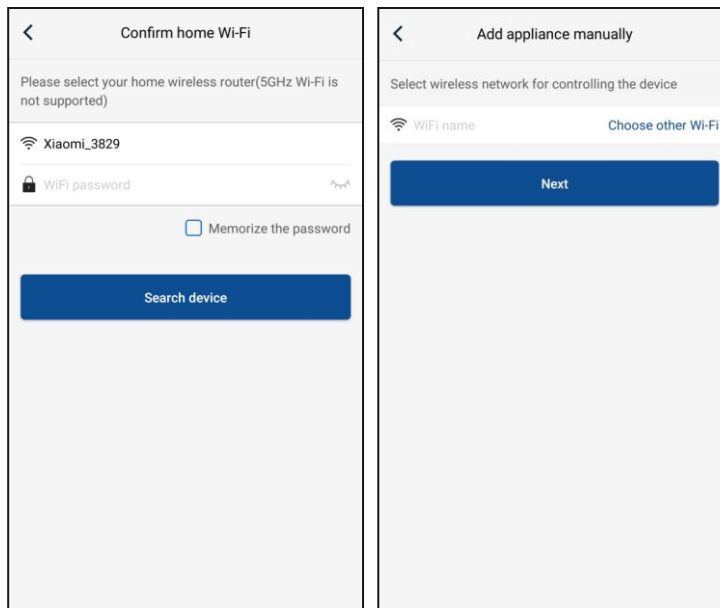 Confirm home Wi-Fi
Please select your home wireless router(5GHz Wi-Fi is
not supported)
Xiaomi_3829
WiFi password
Memorize the password
Search device
Add appliance manually
Select wireless network for controlling the device
WiFi name Choose other Wi-Fi
Next